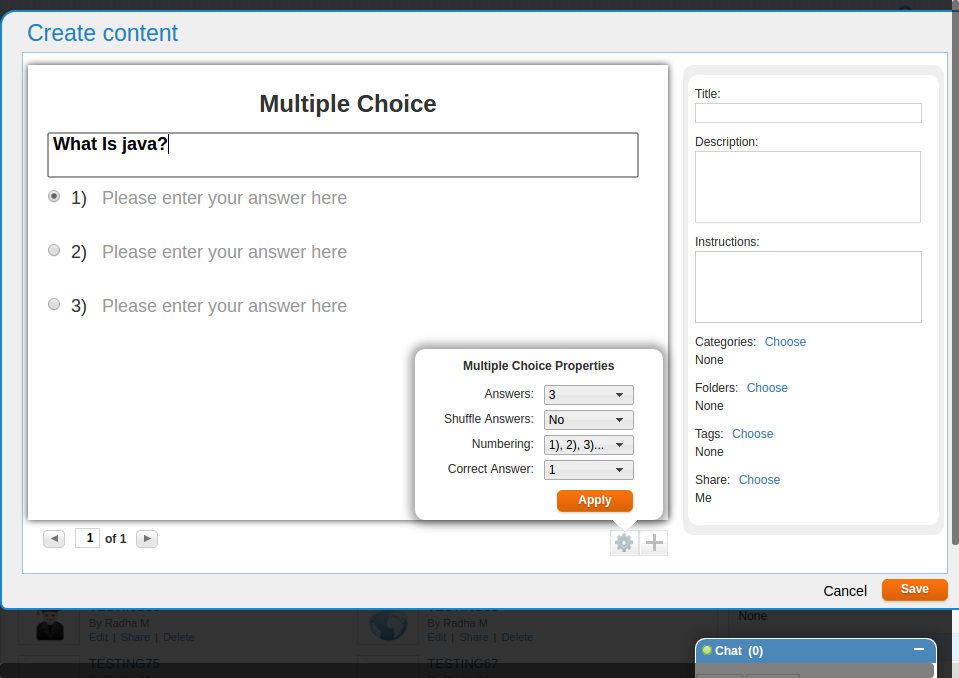 Create content
Multiple Choice
What Is java?
1) Please enter your answer here
2) Please enter your answer here
3) Please enter your answer here
Multiple Choice Properties
Answers: 3
Shuffle Answers: No
Numbering: 1), 2), 3)...
Correct Answer: 1
Apply
1 of 1
Title:
Description:
Instructions:
Categories: Choose
None
Folders: Choose
None
Tags: Choose
None
Share: Choose
Me
Cancel Save
By Radha M
Edit | Share | Delete
TESTING75
Edit | Share | Delete
TESTING67
None
Chat (0)